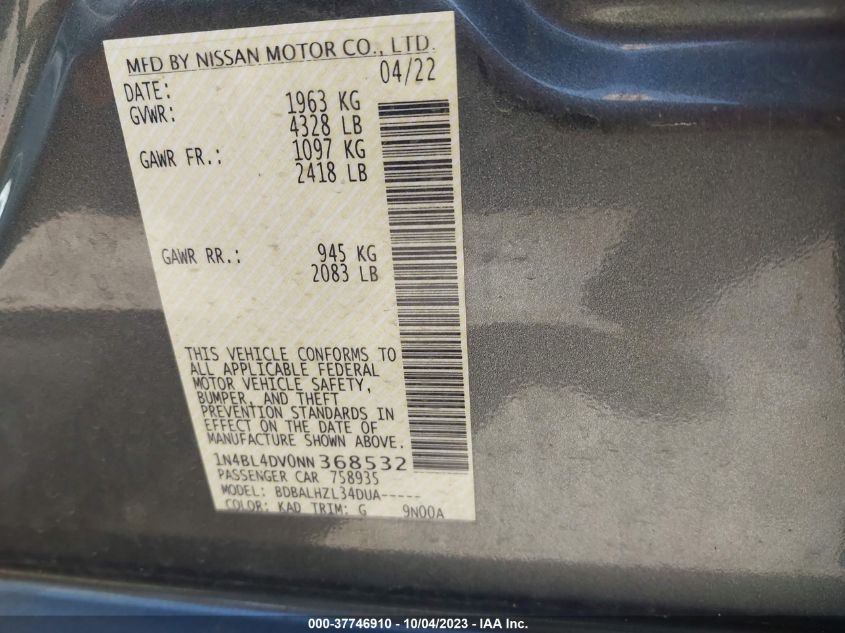 MFD BY NISSAN MOTOR CO., LTD.
DATE: 04/22
GVWR: 1963 KG
4328 LB
GAWR FR.: 1097 KG
2418 LB
GAWR RR.: 945 KG
2083 LB
THIS VEHICLE CONFORMS TO
ALL APPLICABLE FEDERAL
MOTOR VEHICLE SAFETY,
BUMPER, AND THEFT
PREVENTION STANDARDS IN
EFFECT ON THE DATE OF
MANUFACTURE SHOWN ABOVE.
1N4BL4DV0NN368532
PASSENGER CAR 758935
MODEL: BDBALHZL34DUA-----
COLOR: KAD TRIM: G 9N00A
000-37746910 - 10/04/2023 - IAA Inc.